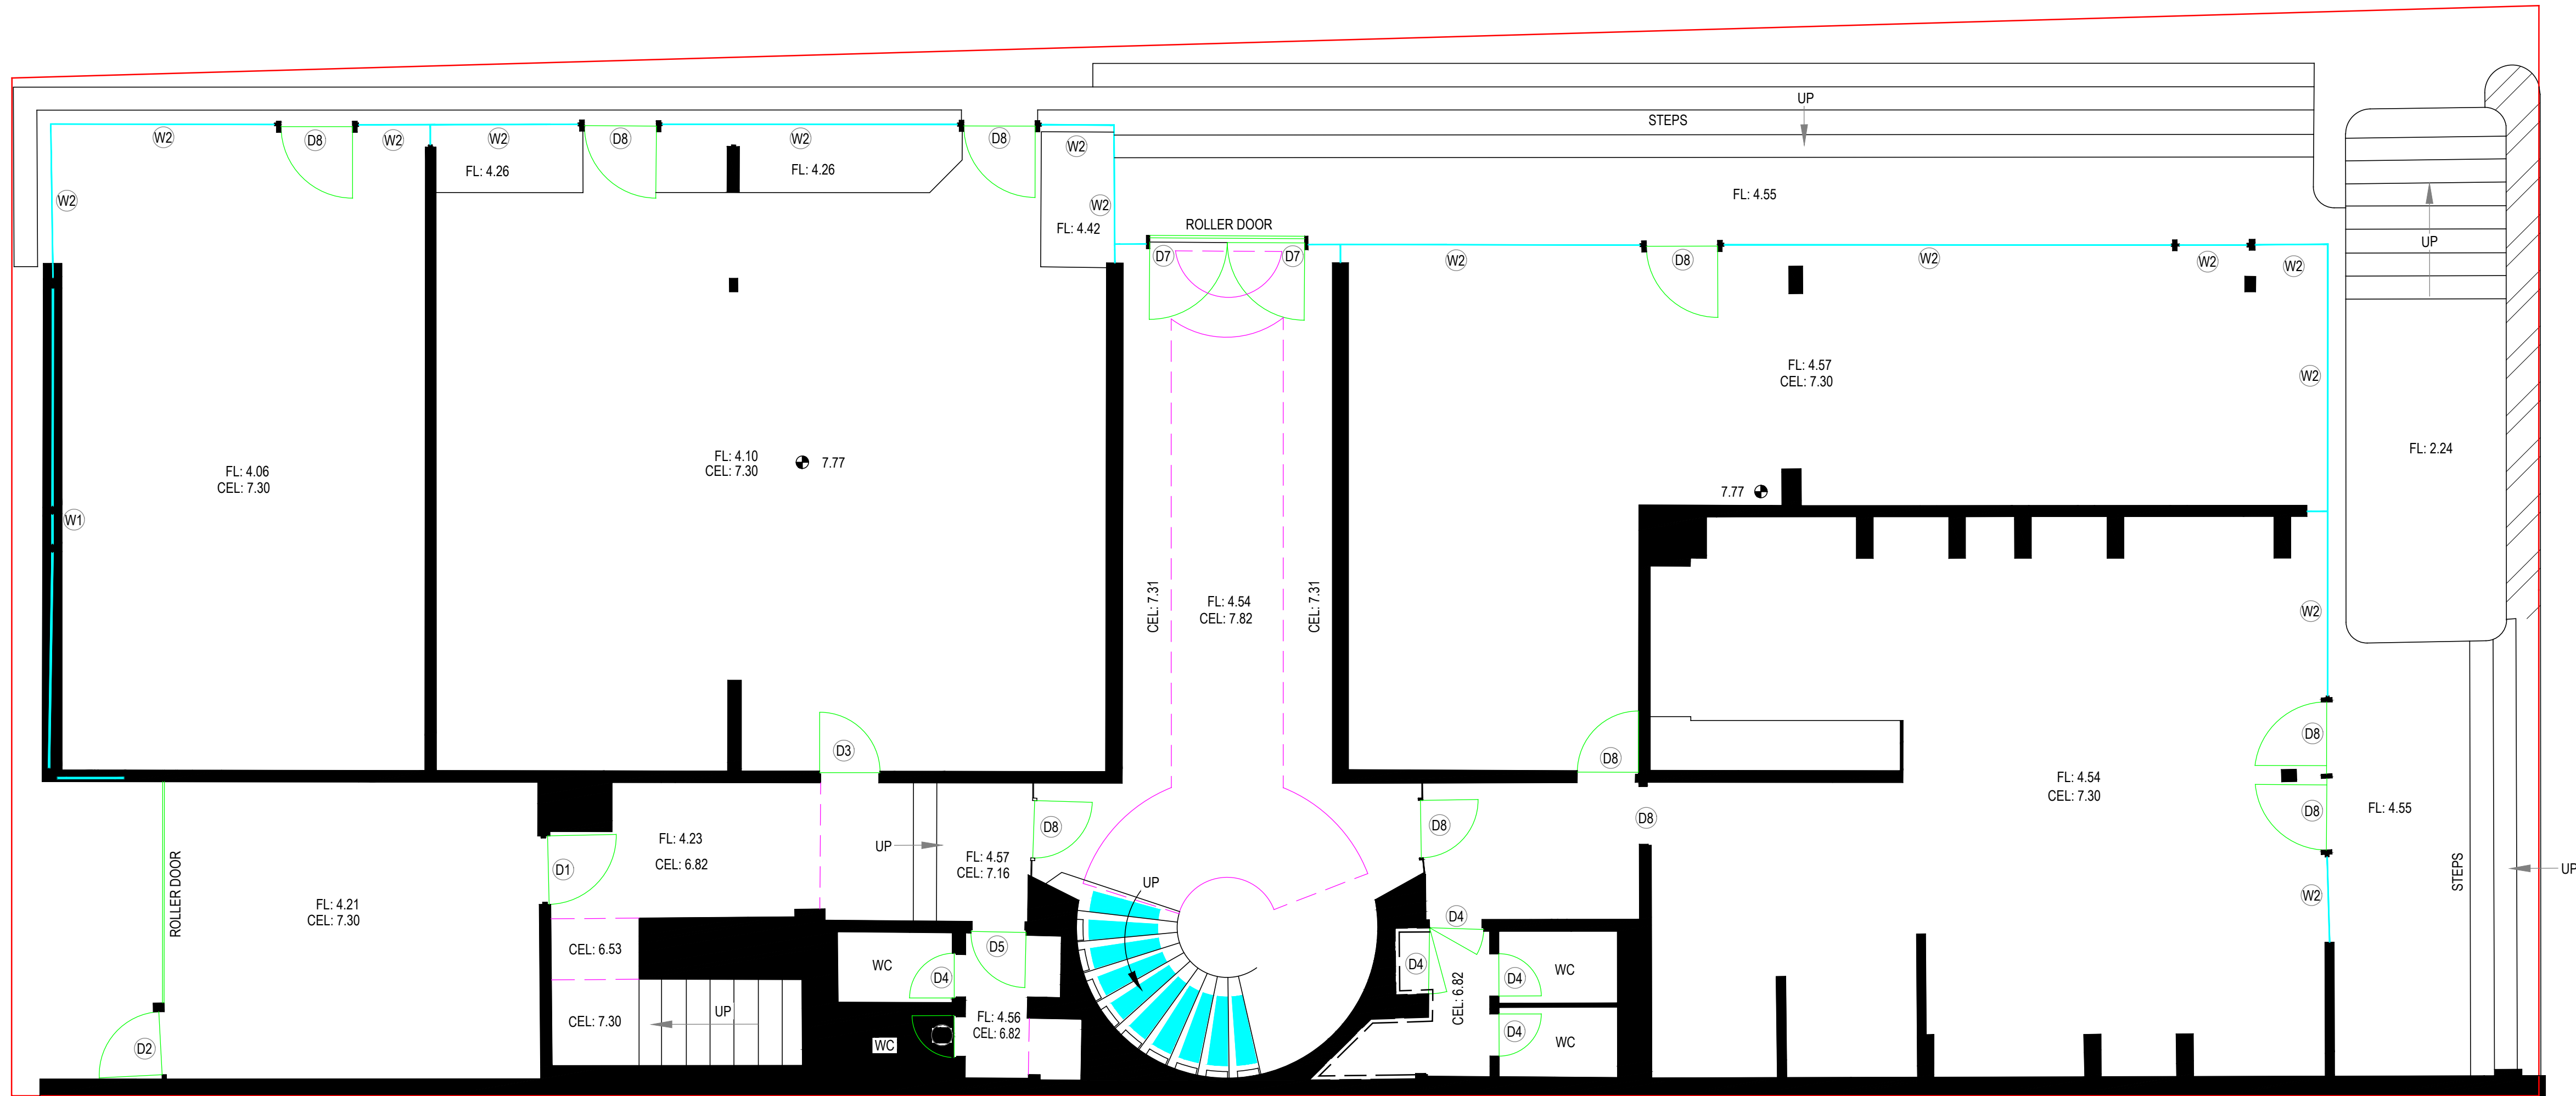 UP
STEPS
W2
D8
W2
W2
D8
W2
D8
W2
FL: 4.26
FL: 4.26
W2
W2
FL: 4.42
FL: 4.55
ROLLER DOOR
D7
D7
W2
D8
W2
W2
W2
UP
FL: 4.57
CEL: 7.30
W2
FL: 2.24
FL: 4.06
CEL: 7.30
FL: 4.10
CEL: 7.30
7.77
7.77
W1
CEL: 7.31
FL: 4.54
CEL: 7.82
CEL: 7.31
W2
D3
D8
D8
FL: 4.54
CEL: 7.30
D8
FL: 4.55
D8
D8
D8
FL: 4.23
CEL: 6.82
UP
FL: 4.57
CEL: 7.16
D1
ROLLER DOOR
FL: 4.21
CEL: 7.30
UP
STEPS
UP
W2
D4
CEL: 6.53
D5
WC
D4
D4
CEL: 6.82
D4
WC
CEL: 7.30
UP
FL: 4.56
CEL: 6.82
D4
WC
D2
WC